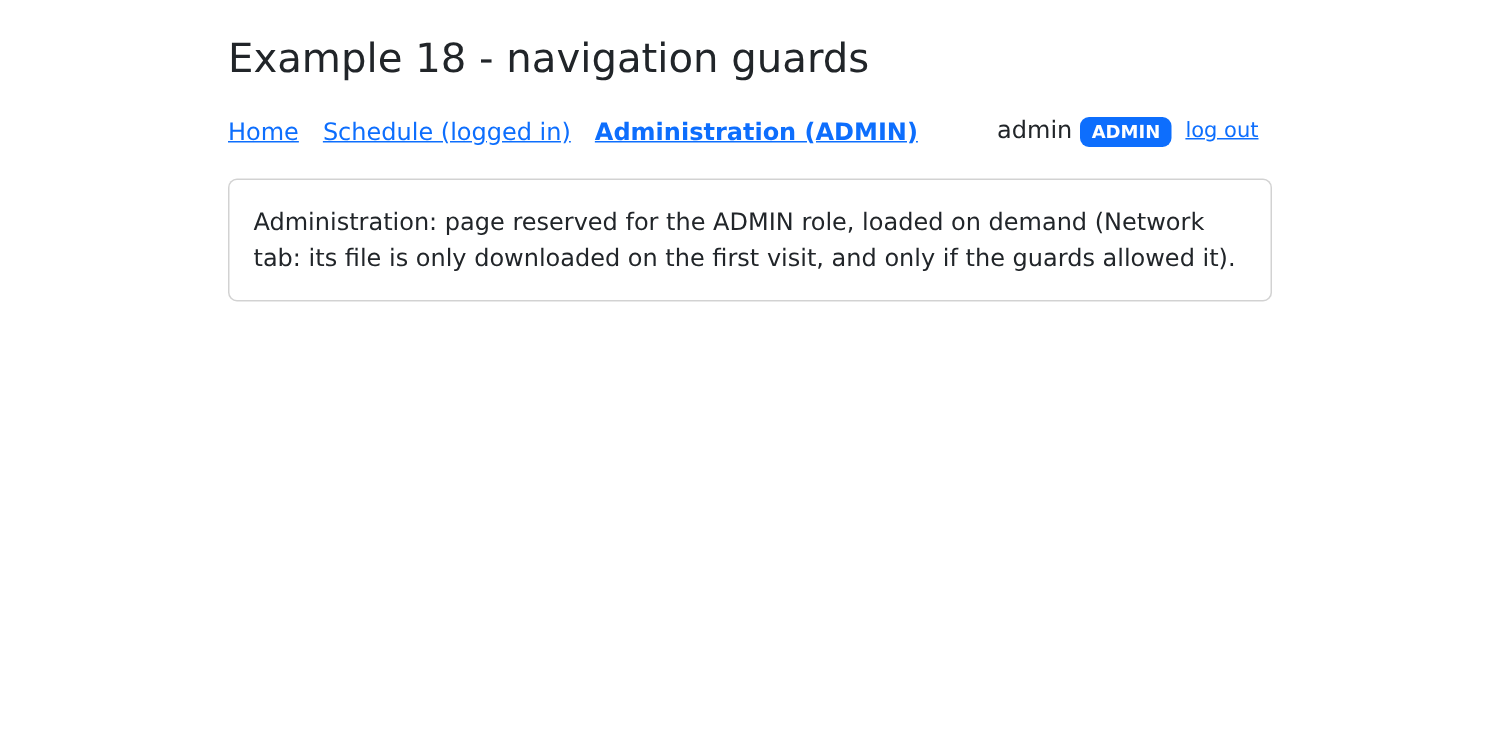 Example 18 - navigation guards
Home Schedule (logged in) Administration (ADMIN) admin ADMIN log out
Administration: page reserved for the ADMIN role, loaded on demand (Network
tab: its file is only downloaded on the first visit, and only if the guards allowed it).